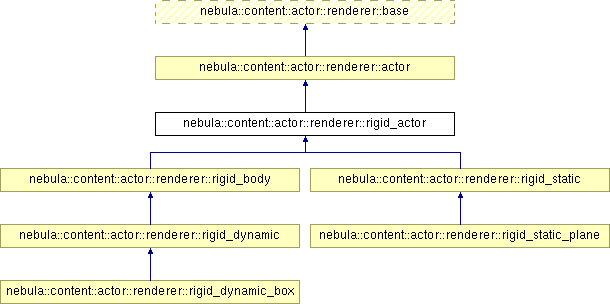 nebula::content::actor::renderer::base
nebula::content::actor::renderer::actor
nebula::content::actor::renderer::rigid_actor
nebula::content::actor::renderer::rigid_body
nebula::content::actor::renderer::rigid_static
nebula::content::actor::renderer::rigid_dynamic
nebula::content::actor::renderer::rigid_static_plane
nebula::content::actor::renderer::rigid_dynamic_box